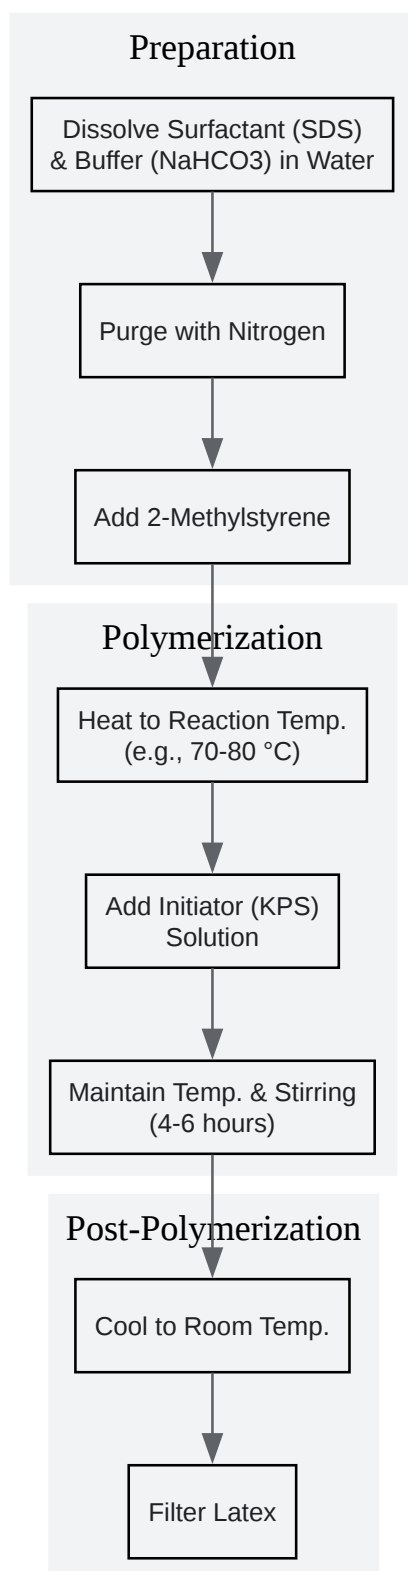 Preparation
Dissolve Surfactant (SDS)
& Buffer (NaHCO3) in Water
Purge with Nitrogen
Add 2-Methylstyrene
Polymerization
Heat to Reaction Temp.
(e.g., 70-80 °C)
Add Initiator (KPS)
Solution
Maintain Temp. & Stirring
(4-6 hours)
Post-Polymerization
Cool to Room Temp.
Filter Latex